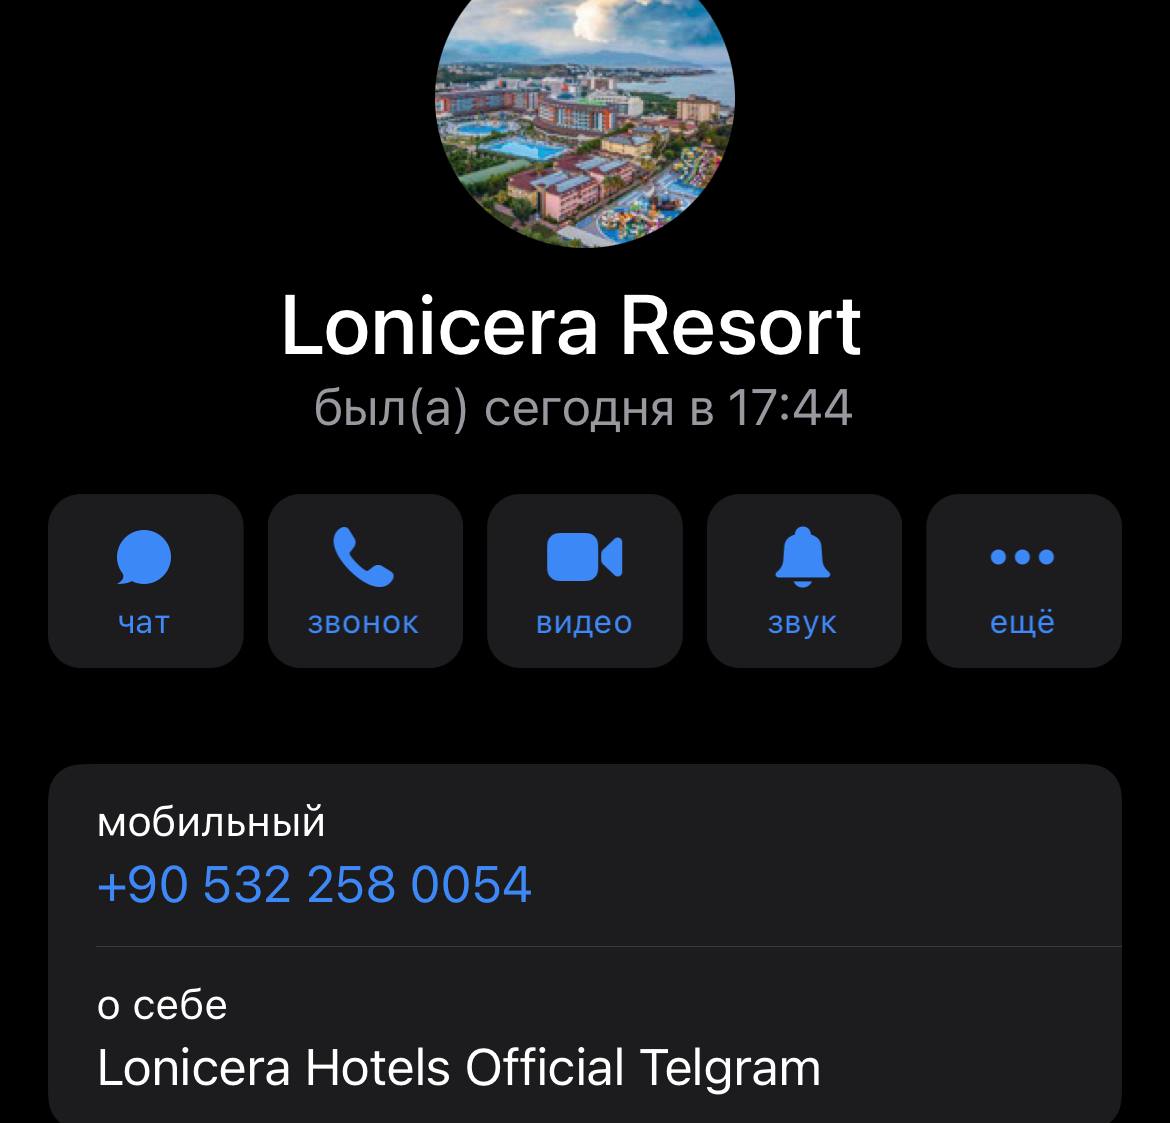 Lonicera Resort
был(а) сегодня в 17:44
чат звонок видео звук ещё
мобильный
+90 532 258 0054
о себе
Lonicera Hotels Official Telgram